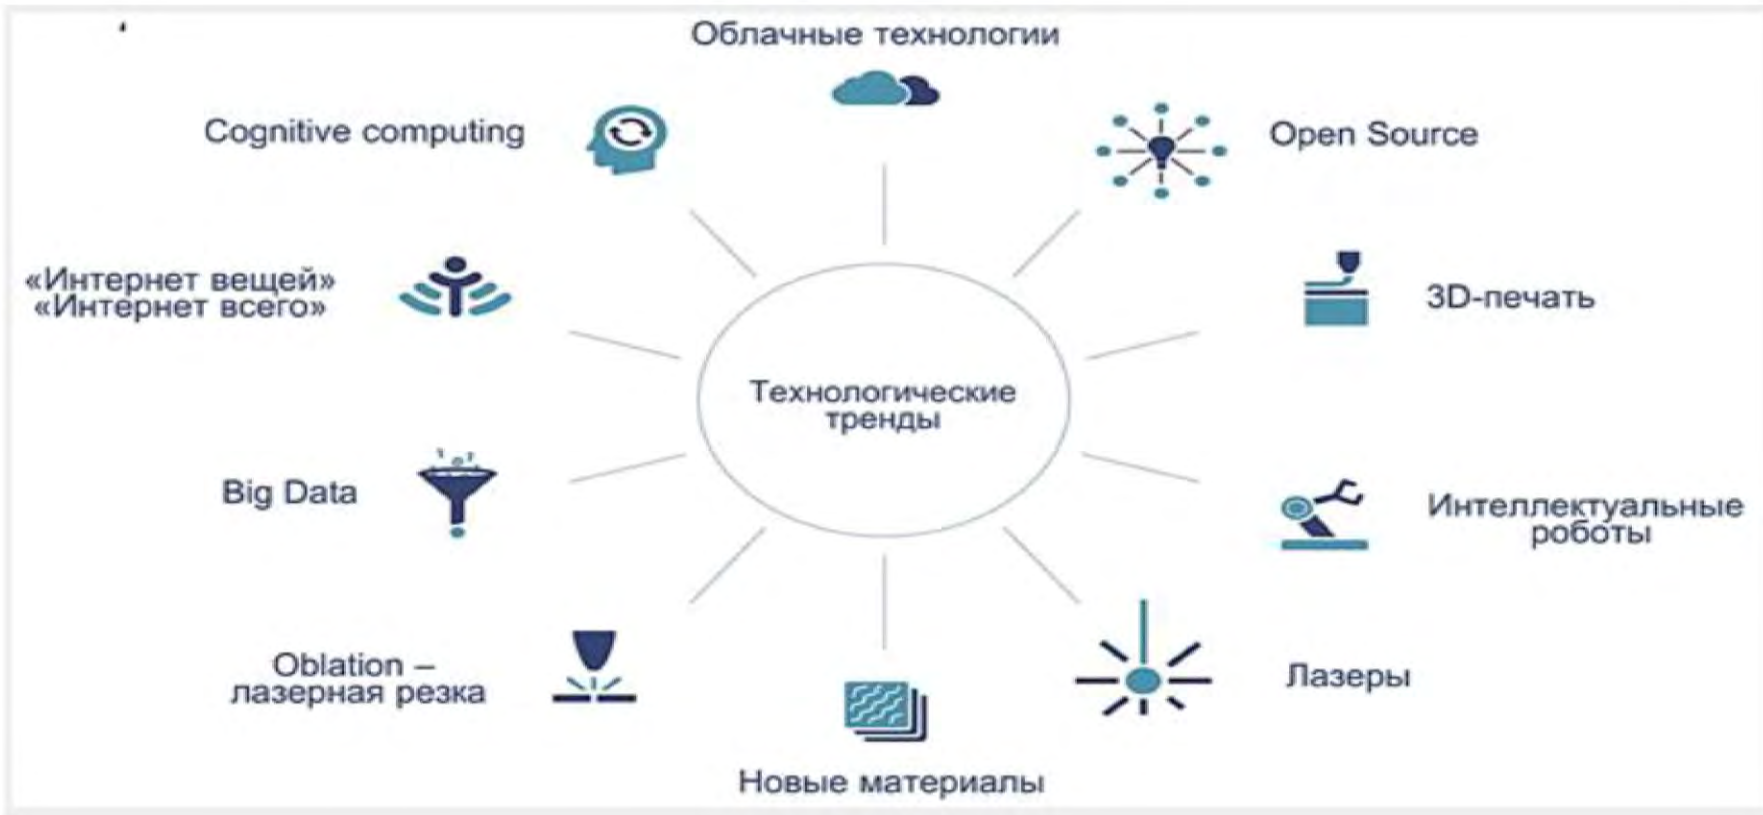 Облачные технологии
Cognitive computing
Open Source
«Интернет вещей»
«Интернет всего»
3D-печать
Технологические
тренды
Big Data
Интеллектуальные
роботы
Oblation –
лазерная резка
Лазеры
Новые материалы